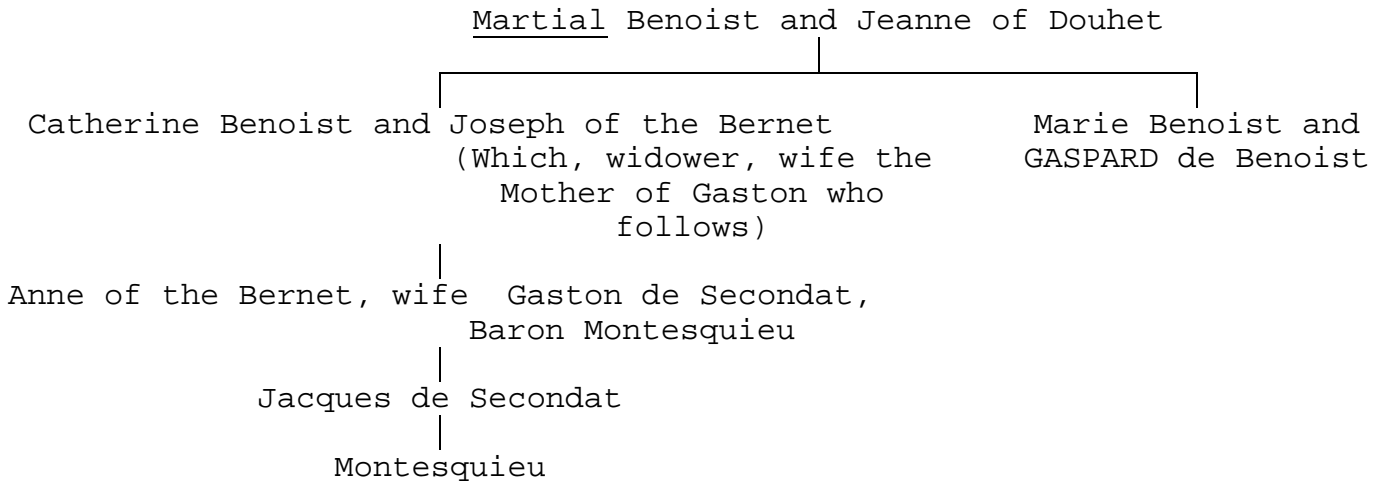 Martial Benoist and Jeanne of Douhet
Catherine Benoist and Joseph of the Bernet
(Which, widower, wife the
Mother of Gaston who
follows)
Marie Benoist and
GASPARD de Benoist
Anne of the Bernet, wife Gaston de Secondat,
Baron Montesquieu
Jacques de Secondat
Montesquieu